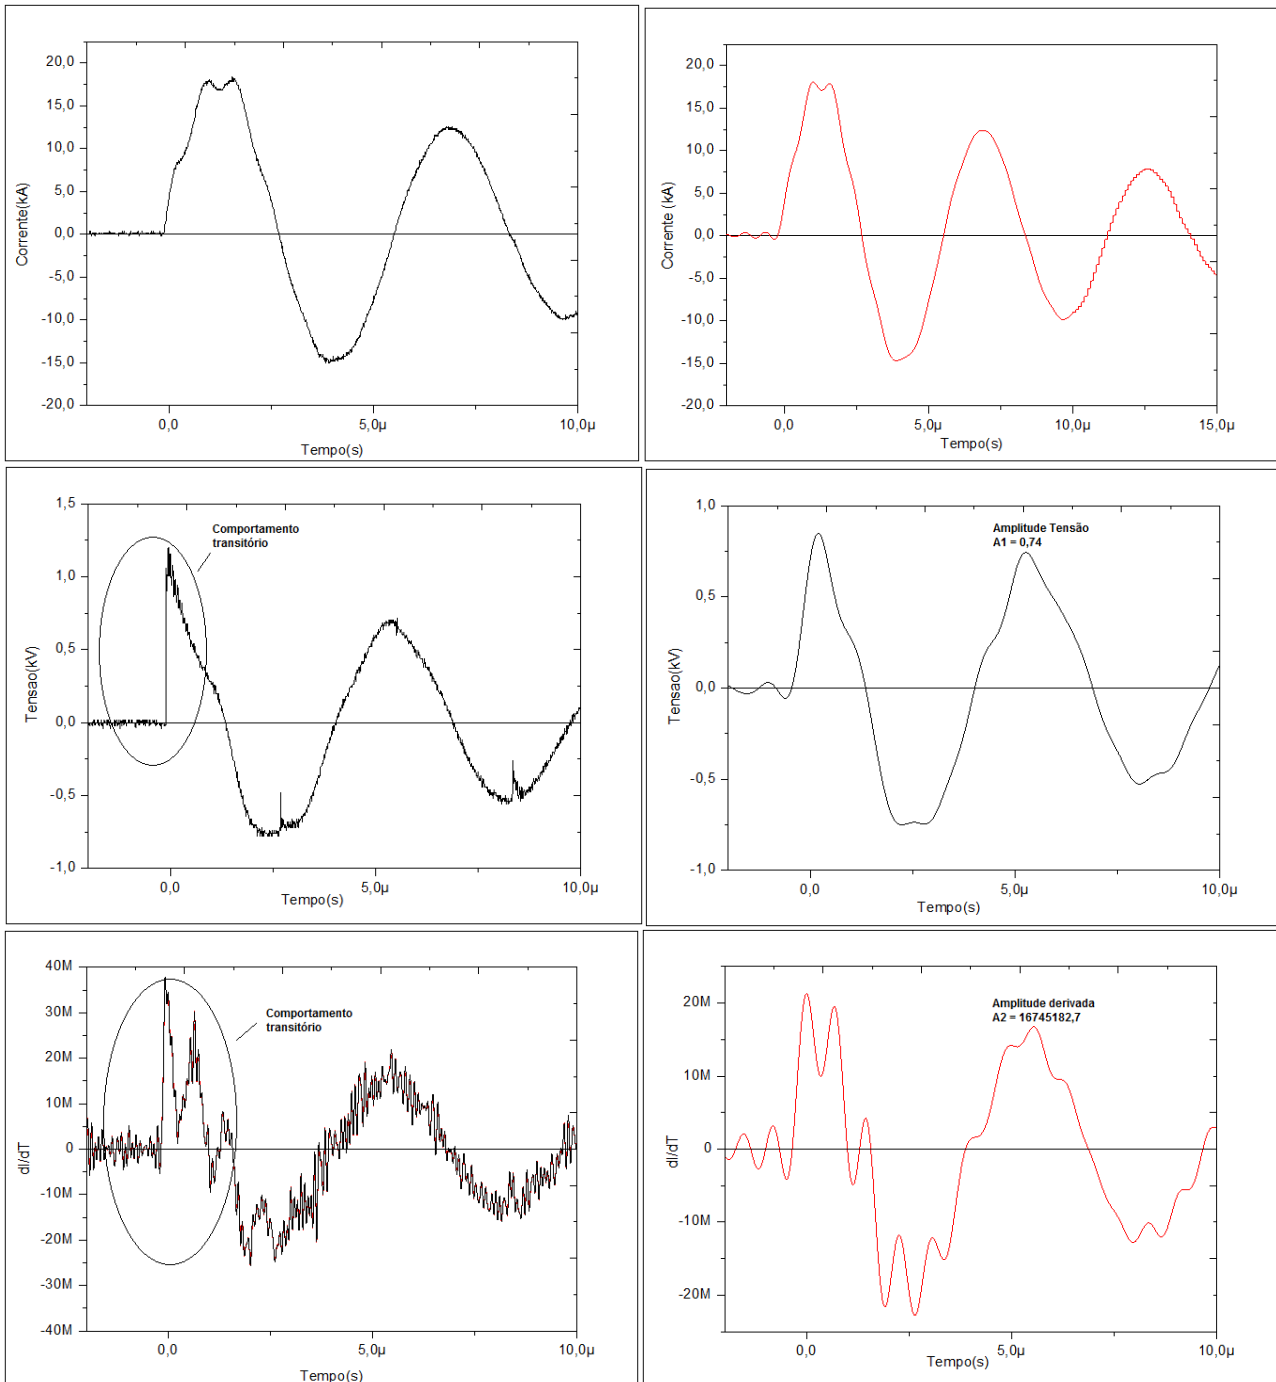 20,0
15,0
10,0
5,0
0,0
-5,0
-10,0
-15,0
-20,0
Corrente(kA)
0,0
5,0µ
10,0µ
Tempo(s)
20,0
15,0
10,0
5,0
0,0
-5,0
-10,0
-15,0
-20,0
Corrente (kA)
0,0
5,0µ
10,0µ
15,0µ
Tempo(s)
1,5
1,0
0,5
0,0
-0,5
-1,0
Tensao(kV)
Comportamento
transitório
0,0
5,0µ
10,0µ
Tempo(s)
1,0
0,5
0,0
-0,5
-1,0
Tensao(kV)
Amplitude Tensão
A1 = 0,74
0,0
5,0µ
10,0µ
Tempo(s)
40M
30M
20M
10M
0
-10M
-20M
-30M
-40M
dI/dT
Comportamento
transitório
0,0
5,0µ
10,0µ
Tempo(s)
20M
10M
0
-10M
-20M
dI/dT
Amplitude derivada
A2 = 16745182,7
0,0
5,0µ
10,0µ
Tempo(s)